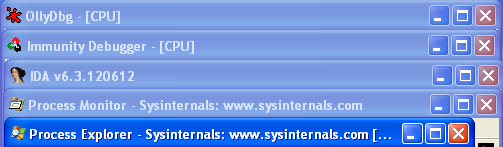 OllyDbg - [CPU]
Immunity Debugger - [CPU]
IDA v6.3.120612
Process Monitor - Sysinternals: www.sysinternals.com
Process Explorer - Sysinternals: www.sysinternals.com [...